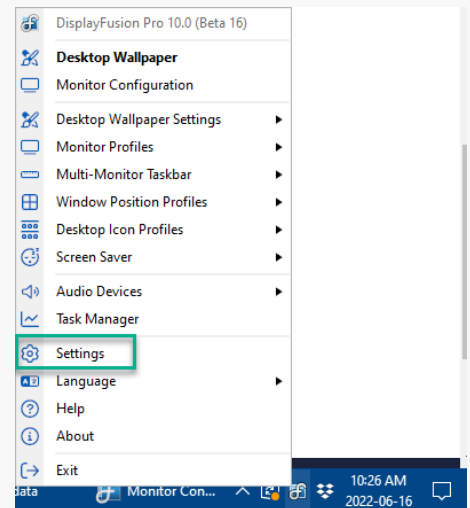 DisplayFusion Pro 10.0 (Beta 16)
Desktop Wallpaper
Monitor Configuration
Desktop Wallpaper Settings
Monitor Profiles
Multi-Monitor Taskbar
Window Position Profiles
Desktop Icon Profiles
Screen Saver
Audio Devices
Task Manager
Settings
Language
Help
About
Exit
data
Monitor Con...
10:26 AM
2022-06-16